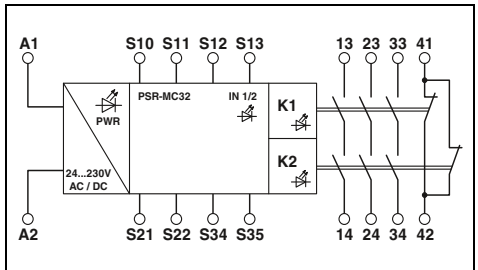 A1 S10 S11 S12 S13 13 23 33 41
PSR-MC32 IN 1/2
PWR
K1
K2
24...230V
AC / DC
A2 S21 S22 S34 S35 14 24 34 42